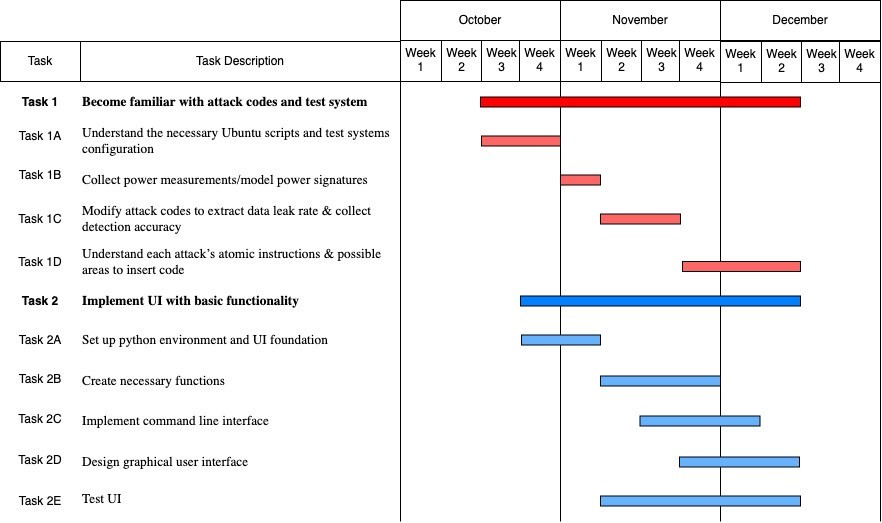 October November December
Task Task Description Week 1 Week 2 Week 3 Week 4 Week 1 Week 2 Week 3 Week 4 Week 1 Week 2 Week 3 Week 4
Task 1 Become familiar with attack codes and test system
Task 1A Understand the necessary Ubuntu scripts and test systems
configuration
Task 1B Collect power measurements/model power signatures
Task 1C Modify attack codes to extract data leak rate & collect
detection accuracy
Task 1D Understand each attack’s atomic instructions & possible
areas to insert code
Task 2 Implement UI with basic functionality
Task 2A Set up python environment and UI foundation
Task 2B Create necessary functions
Task 2C Implement command line interface
Task 2D Design graphical user interface
Task 2E Test UI